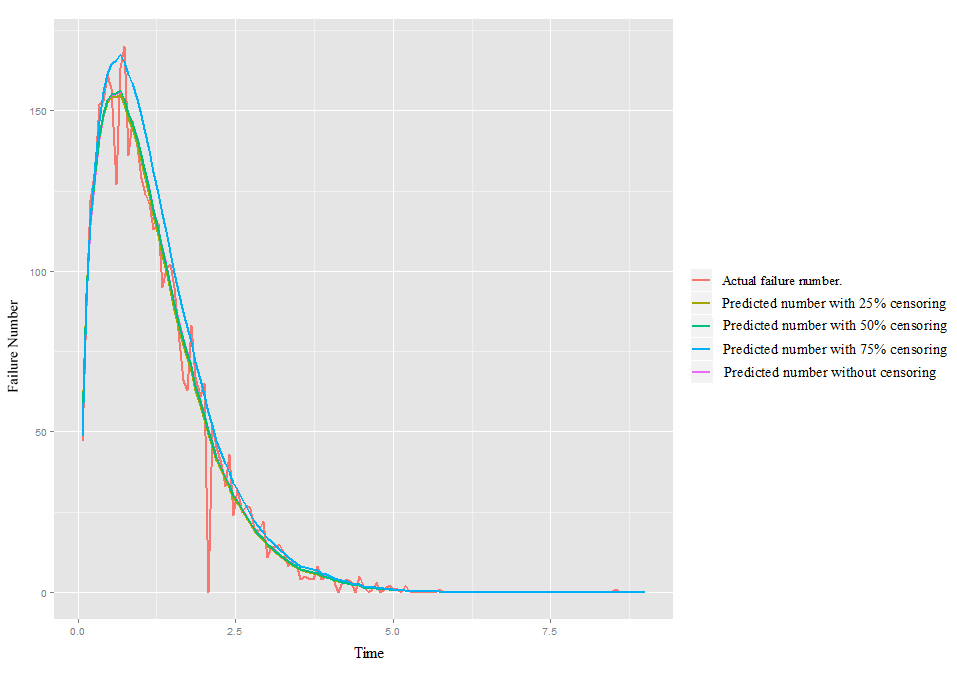 150
100
50
0
0.0
2.5
5.0
7.5
Time
Failure Number
Actual failure number.
Predicted number with 25% censoring
Predicted number with 50% censoring
Predicted number with 75% censoring
Predicted number without censoring